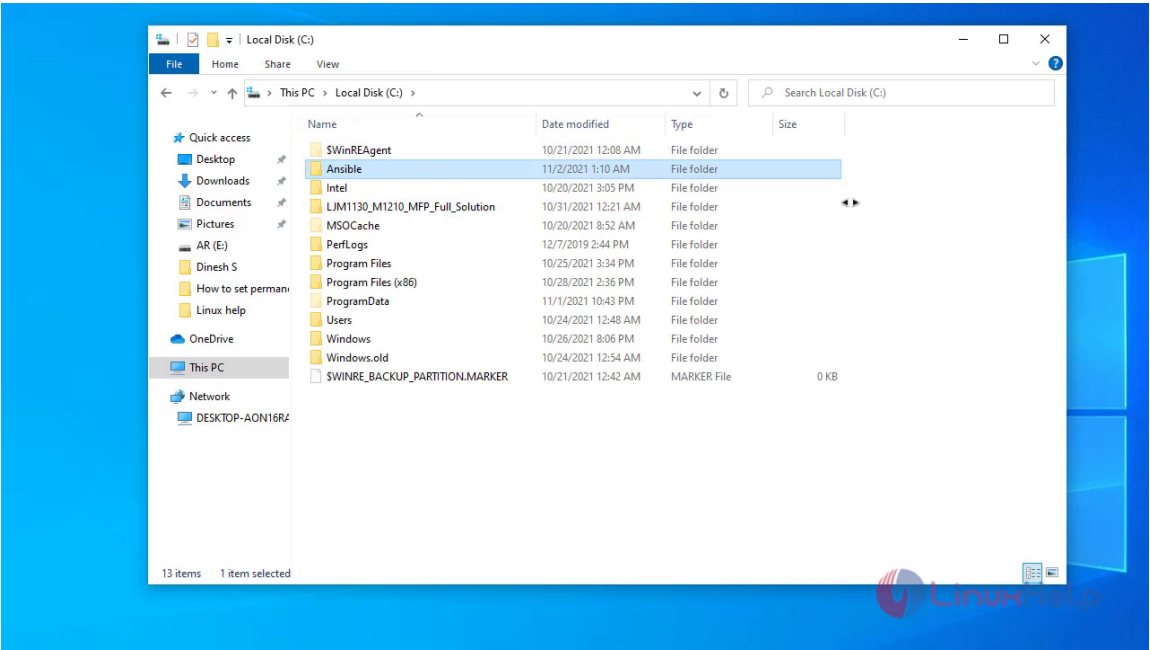 Local Disk (C:)
File Home Share View
This PC > Local Disk (C:) >
Search Local Disk (C:)
Name Date modified Type Size
Quick access
Desktop
Downloads
Documents
Pictures
AR (E:)
Dinesh S
How to set perman
Linux help
OneDrive
This PC
Network
DESKTOP-AON16RA
$WinREAgent 10/21/2021 12:08 AM File folder
Ansible 11/2/2021 1:10 AM File folder
Intel 10/20/2021 3:05 PM File folder
LJM1130_M1210_MFP_Full_Solution 10/31/2021 12:21 AM File folder
MSOCache 10/20/2021 8:52 AM File folder
PerfLogs 12/7/2019 2:44 PM File folder
Program Files 10/25/2021 3:34 PM File folder
Program Files (x86) 10/28/2021 2:36 PM File folder
ProgramData 11/1/2021 10:43 PM File folder
Users 10/24/2021 12:48 AM File folder
Windows 10/26/2021 8:06 PM File folder
Windows.old 10/24/2021 12:54 AM File folder
$WINRE_BACKUP_PARTITION.MARKER 10/21/2021 12:42 AM MARKER File 0 KB
13 items 1 item selected
LinuxHelp